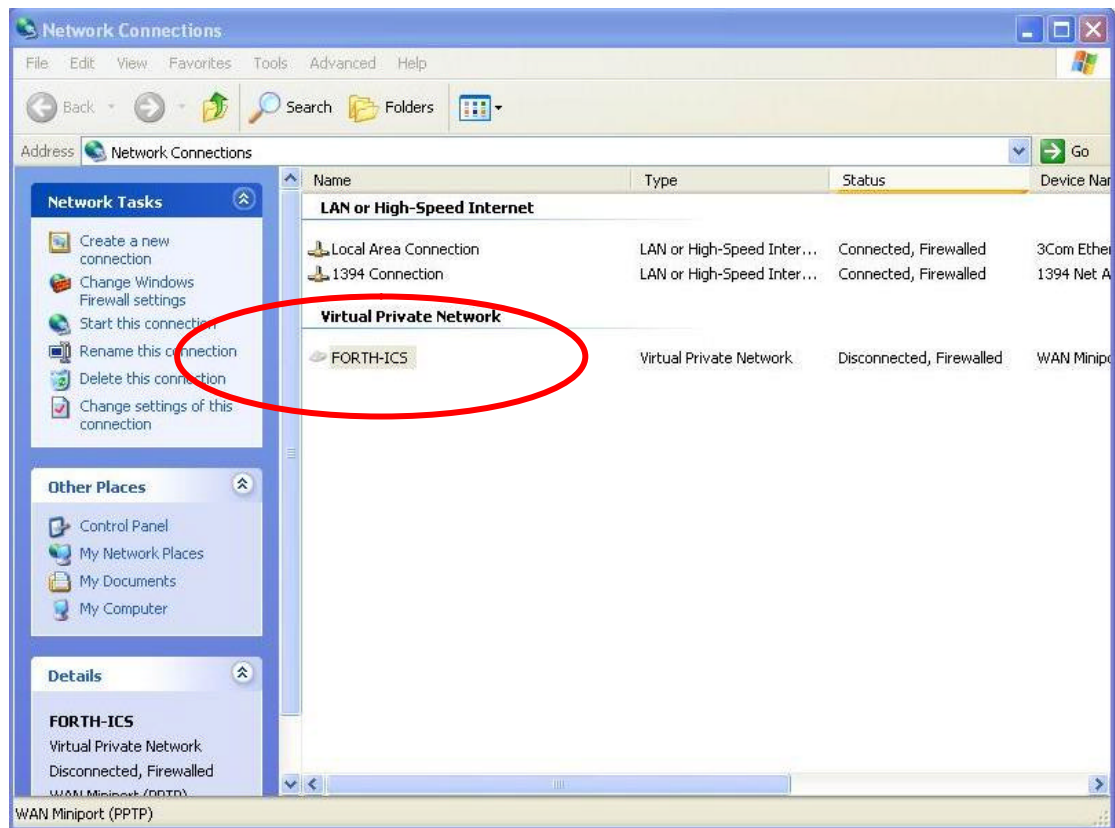 Network Connections
File Edit View Favorites Tools Advanced Help
Back Search Folders
Address Network Connections Go
Name Type Status Device Nar
Network Tasks
Create a new
connection
Change Windows
Firewall settings
Start this connection
Rename this connection
Delete this connection
Change settings of this
connection
Other Places
Control Panel
My Network Places
My Documents
My Computer
Details
FORTH-ICS
Virtual Private Network
Disconnected, Firewalled
WAN Miniport (PPTP)
LAN or High-Speed Internet
Local Area Connection LAN or High-Speed Inter... Connected, Firewalled 3Com Ether
1394 Connection LAN or High-Speed Inter... Connected, Firewalled 1394 Net A
Virtual Private Network
FORTH-ICS Virtual Private Network Disconnected, Firewalled WAN Minipo
WAN Miniport (PPTP)